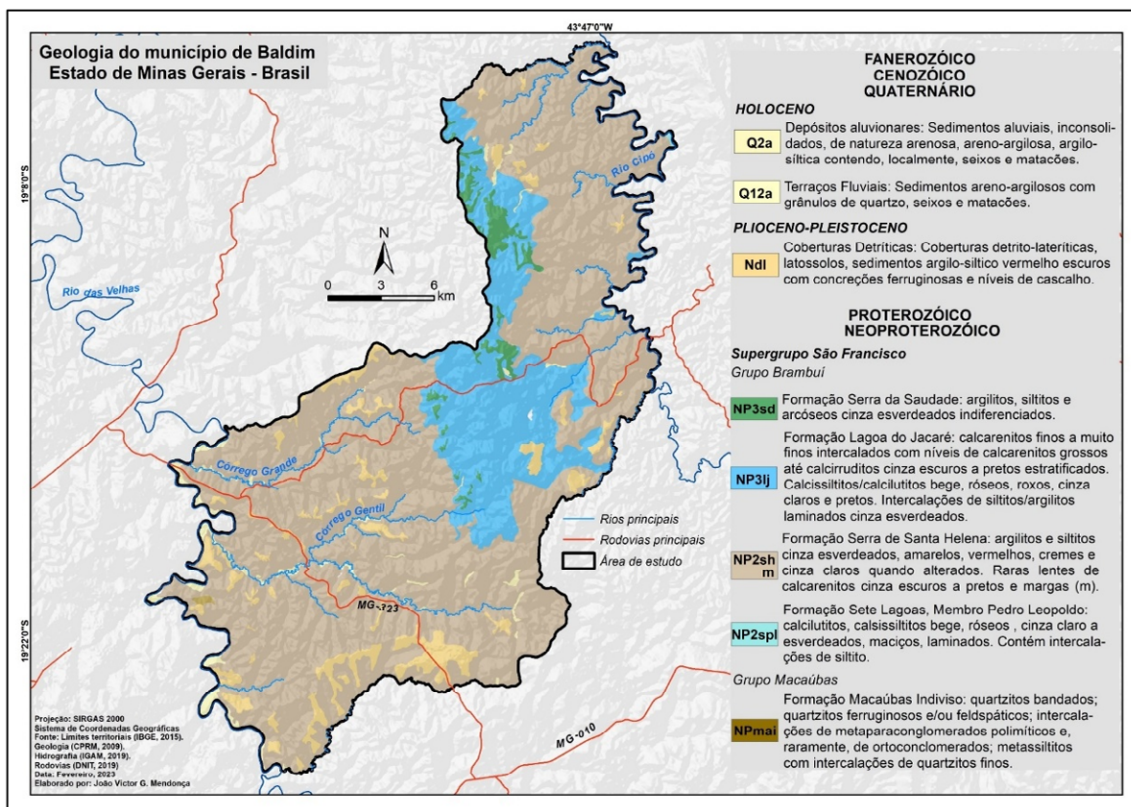 43°47'0"W
Geologia do município de Baldim
Estado de Minas Gerais - Brasil
19°8'0"S
19°22'0"S
Rio Cipó
N
0 3 6
km
Rio das Velhas
Córrego Grande
Córrego Gentil
MG-323
MG-010
Rios principais
Rodovias principais
Área de estudo
Projeção: SIRGAS 2000
Sistema de Coordenadas Geográficas
Fonte: Limites territoriais (IBGE, 2015).
Geologia (CPRM, 2009).
Hidrografia (IGAM, 2019).
Rodovias (DNIT, 2019)
Data: Fevereiro, 2023
Elaborado por: João Victor G. Mendonça
FANEROZÓICO
CENOZÓICO
QUATERNÁRIO
HOLOCENO
Q2a
Depósitos aluvionares: Sedimentos aluviais, inconsoli-
dados, de natureza arenosa, areno-argilosa, argilo-
síltica contendo, localmente, seixos e matacões.
Q12a
Terraços Fluviais: Sedimentos areno-argilosos com
grânulos de quartzo, seixos e matacões.
PLIOCENO-PLEISTOCENO
Ndl
Coberturas Detríticas: Coberturas detrito-lateríticas,
latossolos, sedimentos argilo-siltico vermelho escuros
com concreções ferruginosas e níveis de cascalho.
PROTEROZÓICO
NEOPROTEROZÓICO
Supergrupo São Francisco
Grupo Brambuí
NP3sd
Formação Serra da Saudade: argilitos, siltitos e
arcóseos cinza esverdeados indiferenciados.
NP3lj
Formação Lagoa do Jacaré: calcarenitos finos a muito
finos intercalados com níveis de calcarenitos grossos
até calcirruditos cinza escuros a pretos estratificados.
Calcissiltitos/calcilutitos bege, róseos, roxos, cinza
claros e pretos. Intercalações de siltitos/argilitos
laminados cinza esverdeados.
NP2sh
m
Formação Serra de Santa Helena: argilitos e siltitos
cinza esverdeados, amarelos, vermelhos, cremes e
cinza claros quando alterados. Raras lentes de
calcarenitos cinza escuros a pretos e margas (m).
NP2spl
Formação Sete Lagoas, Membro Pedro Leopoldo:
calcilutitos, calsissiltitos bege, róseos , cinza claro a
esverdeados, maciços, laminados. Contém intercala-
ções de siltito.
Grupo Macaúbas
NPmai
Formação Macaúbas Indiviso: quartzitos bandados;
quartzitos ferruginosos e/ou feldspáticos; intercala-
ções de metaparaconglomerados polimíticos e,
raramente, de ortoconclomerados; metassiltitos
com intercalações de quartzitos finos.